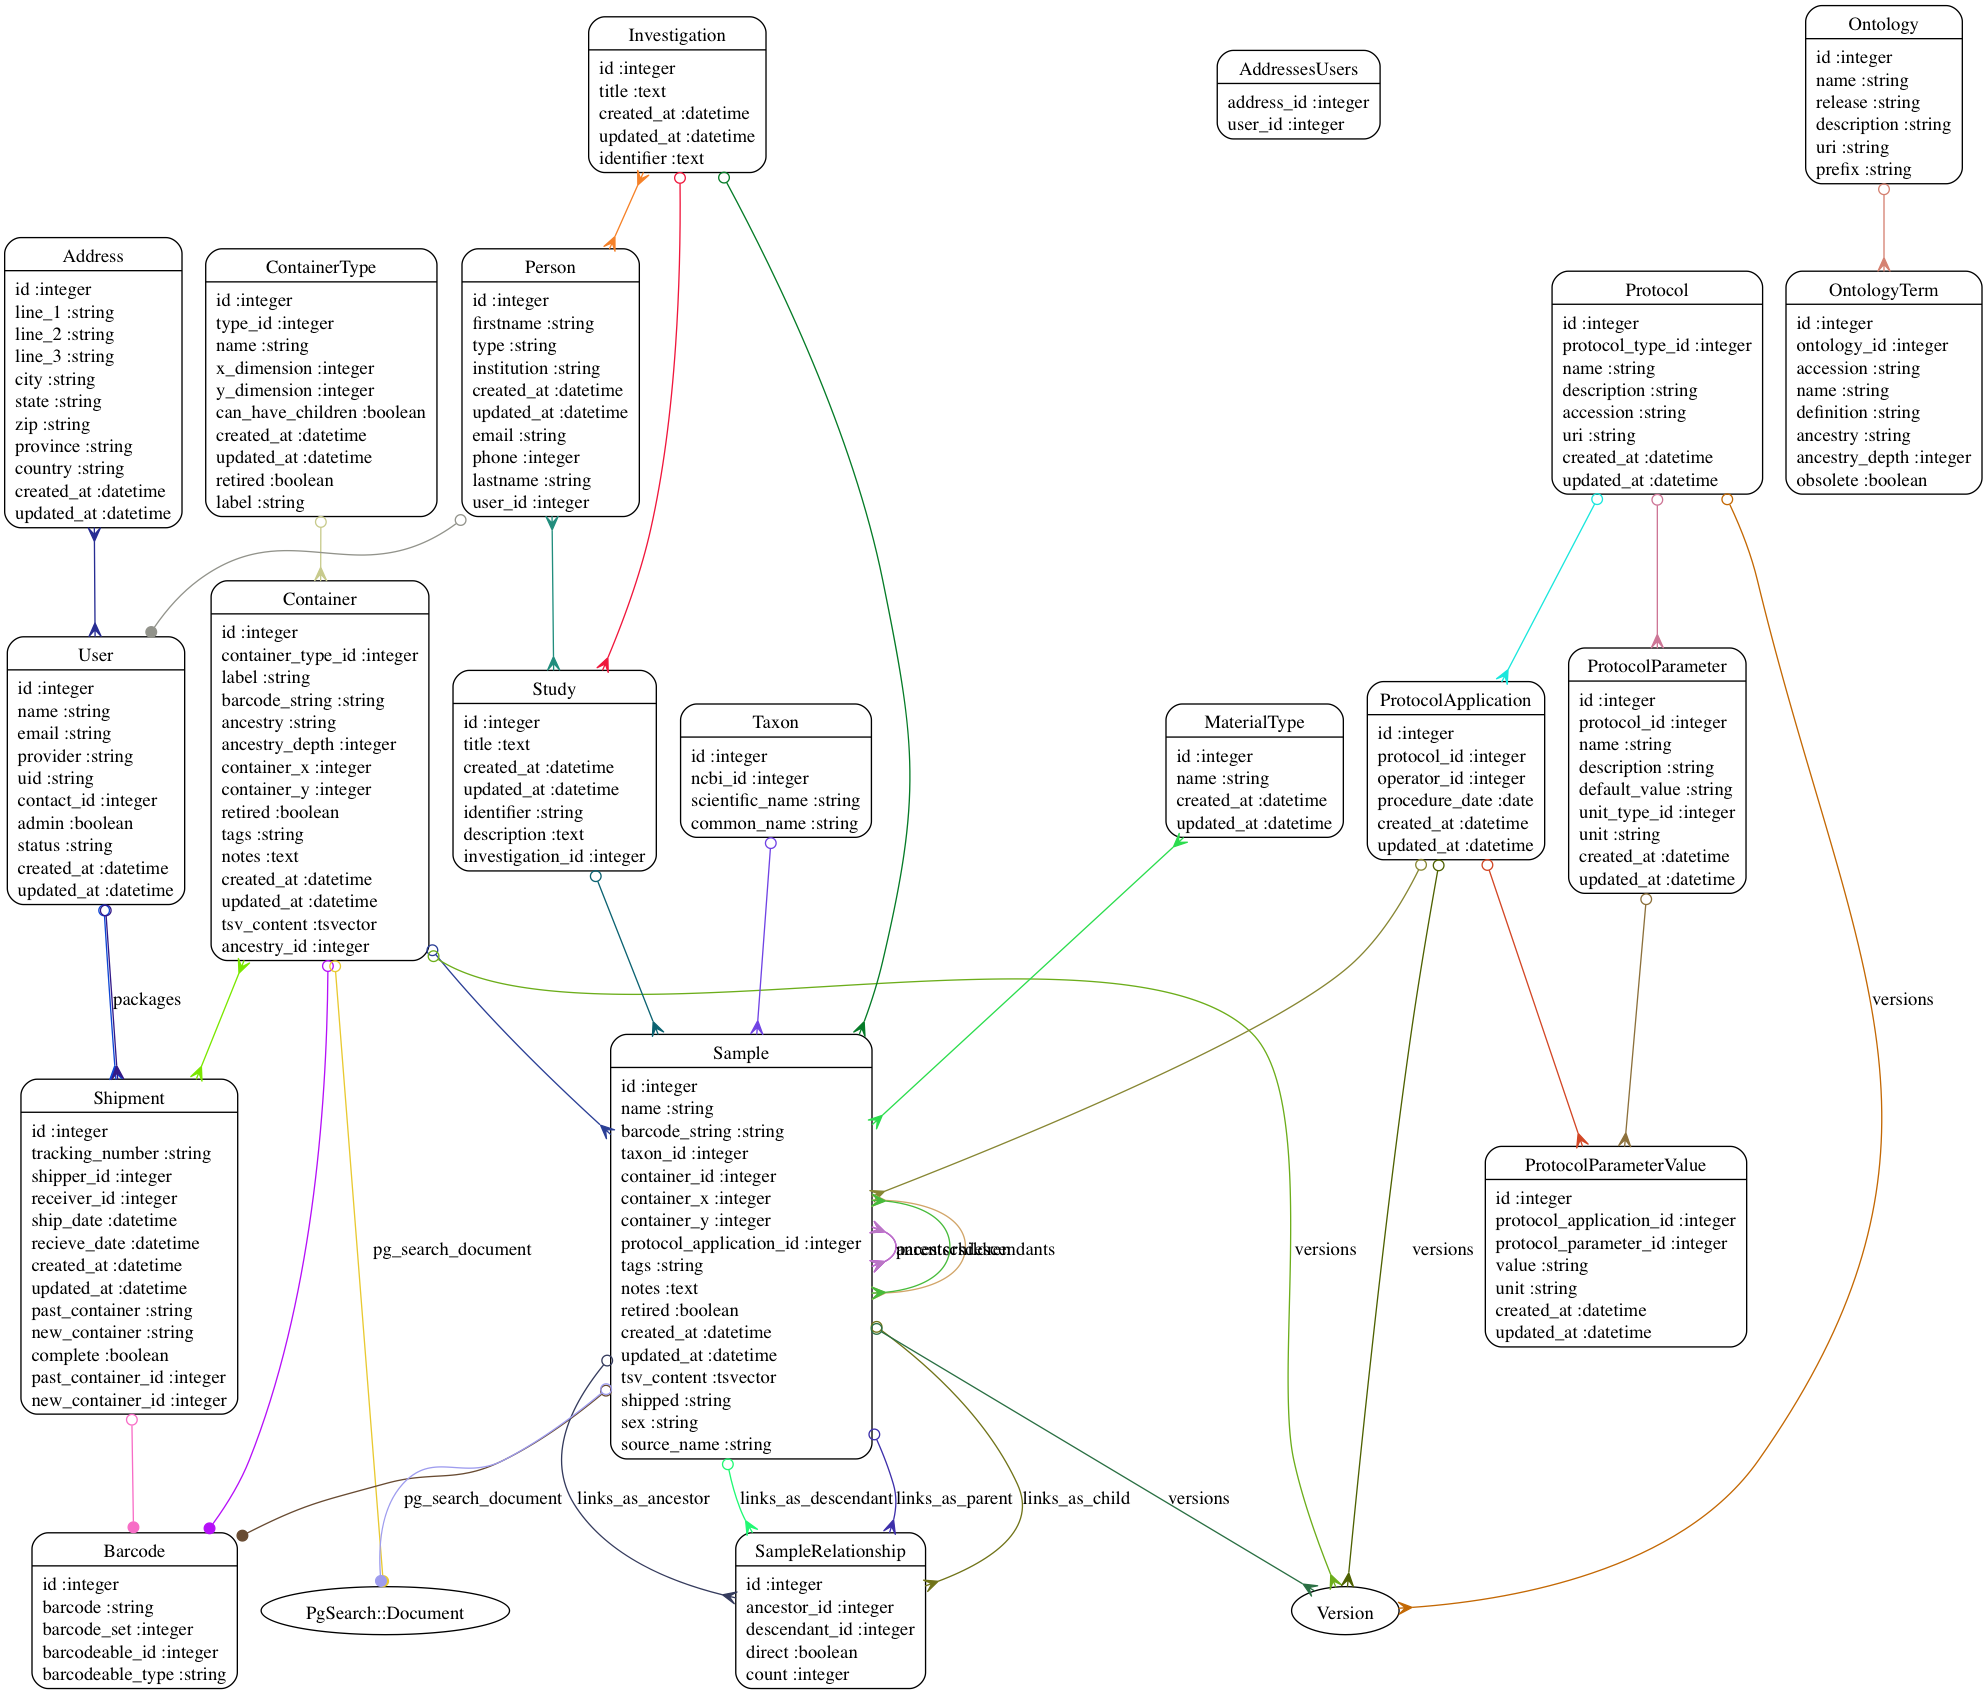 Investigation
id :integer
title :text
created_at :datetime
updated_at :datetime
identifier :text
AddressesUsers
address_id :integer
user_id :integer
Ontology
id :integer
name :string
release :string
description :string
uri :string
prefix :string
Address
id :integer
line_1 :string
line_2 :string
line_3 :string
city :string
state :string
zip :string
province :string
country :string
created_at :datetime
updated_at :datetime
ContainerType
id :integer
type_id :integer
name :string
x_dimension :integer
y_dimension :integer
can_have_children :boolean
created_at :datetime
updated_at :datetime
retired :boolean
label :string
Person
id :integer
firstname :string
type :string
institution :string
created_at :datetime
updated_at :datetime
email :string
phone :integer
lastname :string
user_id :integer
Protocol
id :integer
protocol_type_id :integer
name :string
description :string
accession :string
uri :string
created_at :datetime
updated_at :datetime
OntologyTerm
id :integer
ontology_id :integer
accession :string
name :string
definition :string
ancestry :string
ancestry_depth :integer
obsolete :boolean
User
id :integer
name :string
email :string
provider :string
uid :string
contact_id :integer
admin :boolean
status :string
created_at :datetime
updated_at :datetime
Container
id :integer
container_type_id :integer
label :string
barcode_string :string
ancestry :string
ancestry_depth :integer
container_x :integer
container_y :integer
retired :boolean
tags :string
notes :text
created_at :datetime
updated_at :datetime
tsv_content :tsvector
ancestry_id :integer
Study
id :integer
title :text
created_at :datetime
updated_at :datetime
identifier :string
description :text
investigation_id :integer
Taxon
id :integer
ncbi_id :integer
scientific_name :string
common_name :string
MaterialType
id :integer
name :string
created_at :datetime
updated_at :datetime
ProtocolApplication
id :integer
protocol_id :integer
operator_id :integer
procedure_date :date
created_at :datetime
updated_at :datetime
ProtocolParameter
id :integer
protocol_id :integer
name :string
description :string
default_value :string
unit_type_id :integer
unit :string
created_at :datetime
updated_at :datetime
packages
versions
Shipment
id :integer
tracking_number :string
shipper_id :integer
receiver_id :integer
ship_date :datetime
recieve_date :datetime
created_at :datetime
updated_at :datetime
past_container :string
new_container :string
complete :boolean
past_container_id :integer
new_container_id :integer
pg_search_document
Sample
id :integer
name :string
barcode_string :string
taxon_id :integer
container_id :integer
container_x :integer
container_y :integer
protocol_application_id :integer
tags :string
notes :text
retired :boolean
created_at :datetime
updated_at :datetime
tsv_content :tsvector
shipped :string
sex :string
source_name :string
versions
versions
ProtocolParameterValue
id :integer
protocol_application_id :integer
protocol_parameter_id :integer
value :string
unit :string
created_at :datetime
updated_at :datetime
pg_search_document
links_as_ancestor
links_as_descendant
links_as_parent
links_as_child
versions
Barcode
id :integer
barcode :string
barcode_set :integer
barcodeable_id :integer
barcodeable_type :string
PgSearch::Document
SampleRelationship
id :integer
ancestor_id :integer
descendant_id :integer
direct :boolean
count :integer
Version